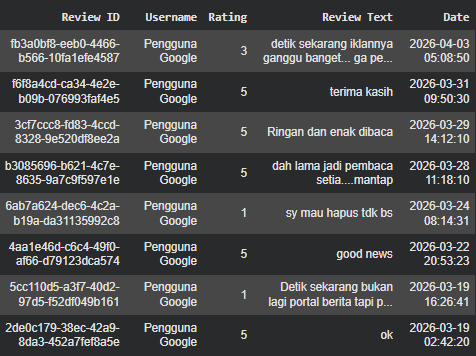 Review ID Username Rating Review Text Date
fb3a0bf8-eeb0-4466-b566-10fa1efe4587 Pengguna Google 3 detik sekarang iklannya ganggu banget... ga pe... 2026-04-03 05:08:50
f6f8a4cd-ca34-4e2e-b09b-076993faf4e5 Pengguna Google 5 terima kasih 2026-03-31 09:50:30
3cf7ccc8-fd83-4ccd-8328-9e520df8ee2a Pengguna Google 5 Ringan dan enak dibaca 2026-03-29 14:12:10
b3085696-b621-4c7e-8635-9a7c9f597e1e Pengguna Google 5 dah lama jadi pembaca setia....mantap 2026-03-28 11:18:10
6ab7a624-dec6-4c2a-b19a-da31135992c8 Pengguna Google 1 sy mau hapus tdk bs 2026-03-24 08:14:31
4aa1e46d-c6c4-49f0-af66-d79123dca574 Pengguna Google 5 good news 2026-03-22 20:53:23
5cc110d5-a3f7-40d2-97d5-f52df049b161 Pengguna Google 1 Detik sekarang bukan lagi portal berita tapi p... 2026-03-19 16:26:41
2de0c179-38ec-42a9-8da3-452a7fef8a5e Pengguna Google 5 ok 2026-03-19 02:42:20